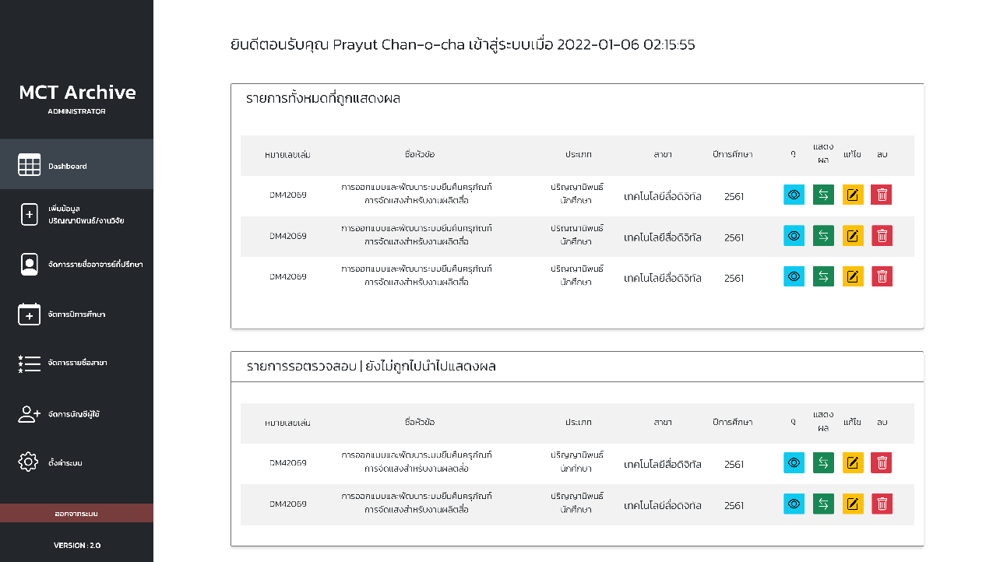 ยินดีตอนรับคุณ Prayut Chan-o-cha เข้าสู่ระบบเมื่อ 2022-01-06 02:15:55
MCT Archive
ADMINISTRATOR
Dashboard
เพิ่มข้อมูล
ปริญญานิพนธ์/งานวิจัย
จัดการรายชื่ออาจารย์ที่ปรึกษา
จัดการปีการศึกษา
จัดการรายชื่อสาขา
จัดการบัญชีผู้ใช้
ตั้งค่าระบบ
ออกจากระบบ
VERSION : 2.0
รายการทั้งหมดที่ถูกแสดงผล
หมายเลขเล่ม ชื่อหัวข้อ ประเภท สาขา ปีการศึกษา ดู แสดง แก้ไข ลบ
ผล
DM42069 การออกแบบและพัฒนาระบบยืมคืนครุภัณฑ์ ปริญญานิพนธ์ เทคโนโลยีสื่อดิจิทัล 2561
การจัดแสงสำหรับงานผลิตสื่อ นักศึกษา
DM42069 การออกแบบและพัฒนาระบบยืมคืนครุภัณฑ์ ปริญญานิพนธ์ เทคโนโลยีสื่อดิจิทัล 2561
การจัดแสงสำหรับงานผลิตสื่อ นักศึกษา
DM42069 การออกแบบและพัฒนาระบบยืมคืนครุภัณฑ์ ปริญญานิพนธ์ เทคโนโลยีสื่อดิจิทัล 2561
การจัดแสงสำหรับงานผลิตสื่อ นักศึกษา
รายการรอตรวจสอบ | ยังไม่ถูกไปนำไปแสดงผล
หมายเลขเล่ม ชื่อหัวข้อ ประเภท สาขา ปีการศึกษา ดู แสดง แก้ไข ลบ
ผล
DM42069 การออกแบบและพัฒนาระบบยืมคืนครุภัณฑ์ ปริญญานิพนธ์ เทคโนโลยีสื่อดิจิทัล 2561
การจัดแสงสำหรับงานผลิตสื่อ นักศึกษา
DM42069 การออกแบบและพัฒนาระบบยืมคืนครุภัณฑ์ ปริญญานิพนธ์ เทคโนโลยีสื่อดิจิทัล 2561
การจัดแสงสำหรับงานผลิตสื่อ นักศึกษา